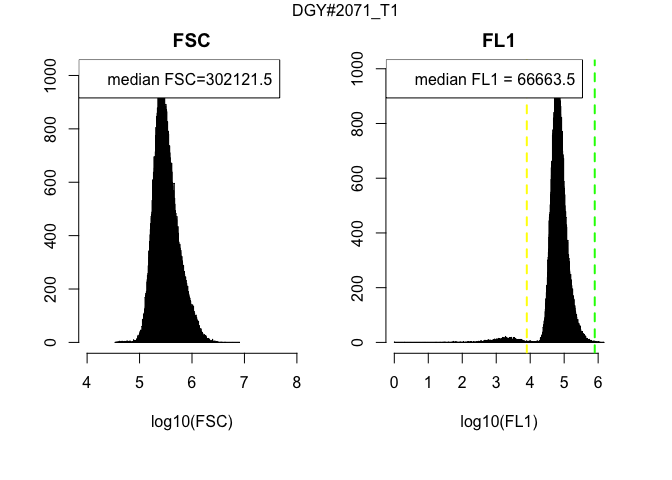 DGY#2071_T1
FSC
median FSC=302121.5
0
200
400
600
800
1000
4 5 6 7 8
log10(FSC)
FL1
median FL1 = 66663.5
0
200
400
600
800
1000
0 1 2 3 4 5 6
log10(FL1)